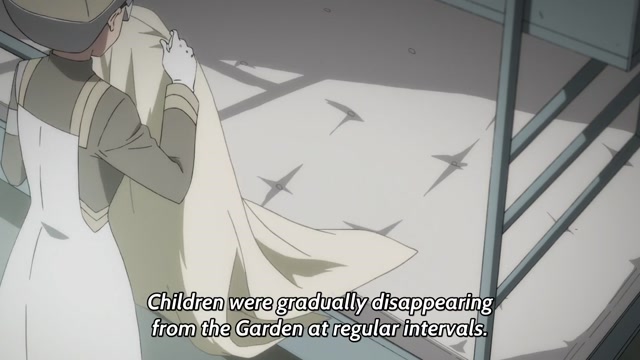 Children were gradually disappearing
from the Garden at regular intervals.